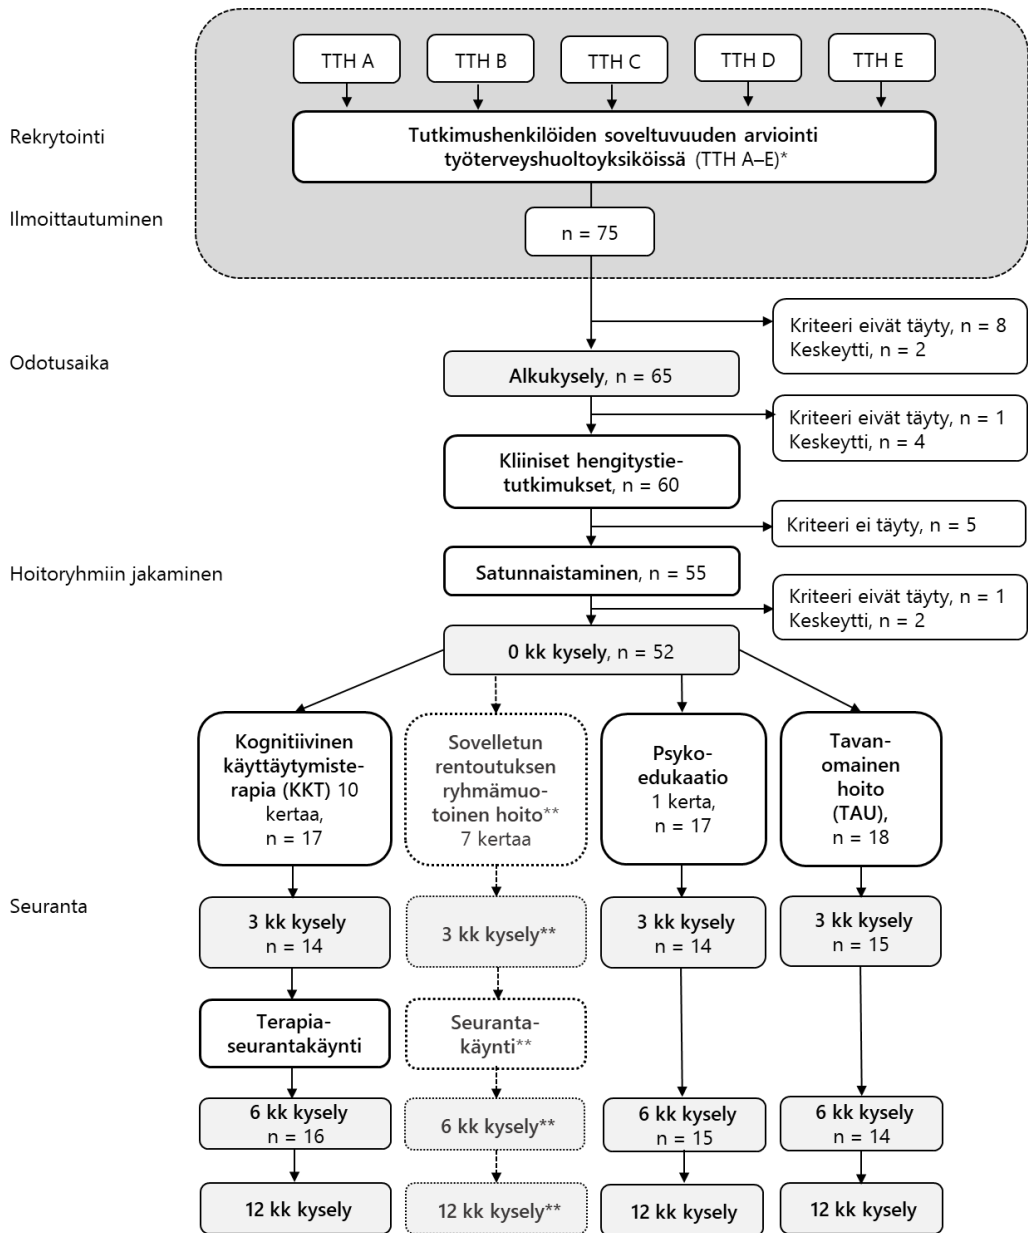 TTH A
TTH B
TTH C
TTH D
TTH E
Rekrytointi
Tutkimushenkilöiden soveltuvuuden arviointi
työterveyshuoltoyksiköissä (TTH A–E)*
Ilmoittautuminen
n = 75
Kriteeri eivät täyty, n = 8
Keskeytti, n = 2
Odotusaika
Alkukysely, n = 65
Kriteeri eivät täyty, n = 1
Keskeytti, n = 4
Kliiniset hengitystie-
tutkimukset, n = 60
Kriteeri ei täyty, n = 5
Hoitoryhmiin jakaminen
Satunnaistaminen, n = 55
Kriteeri eivät täyty, n = 1
Keskeytti, n = 2
0 kk kysely, n = 52
Kognitiivinen
käyttäytymiste-
rapia (KKT) 10
kertaa,
n = 17
Sovelletun
rentoutuksen
ryhmämuo-
toinen hoito**
7 kertaa
Psyko-
edukaatio
1 kerta,
n = 17
Tavan-
omainen
hoito
(TAU),
n = 18
Seuranta
3 kk kysely
n = 14
3 kk kysely**
3 kk kysely
n = 14
3 kk kysely
n = 15
Terapia-
seurantakäynti
Seuranta-
käynti**
6 kk kysely
n = 16
6 kk kysely**
6 kk kysely
n = 15
6 kk kysely
n = 14
12 kk kysely
12 kk kysely**
12 kk kysely
12 kk kysely